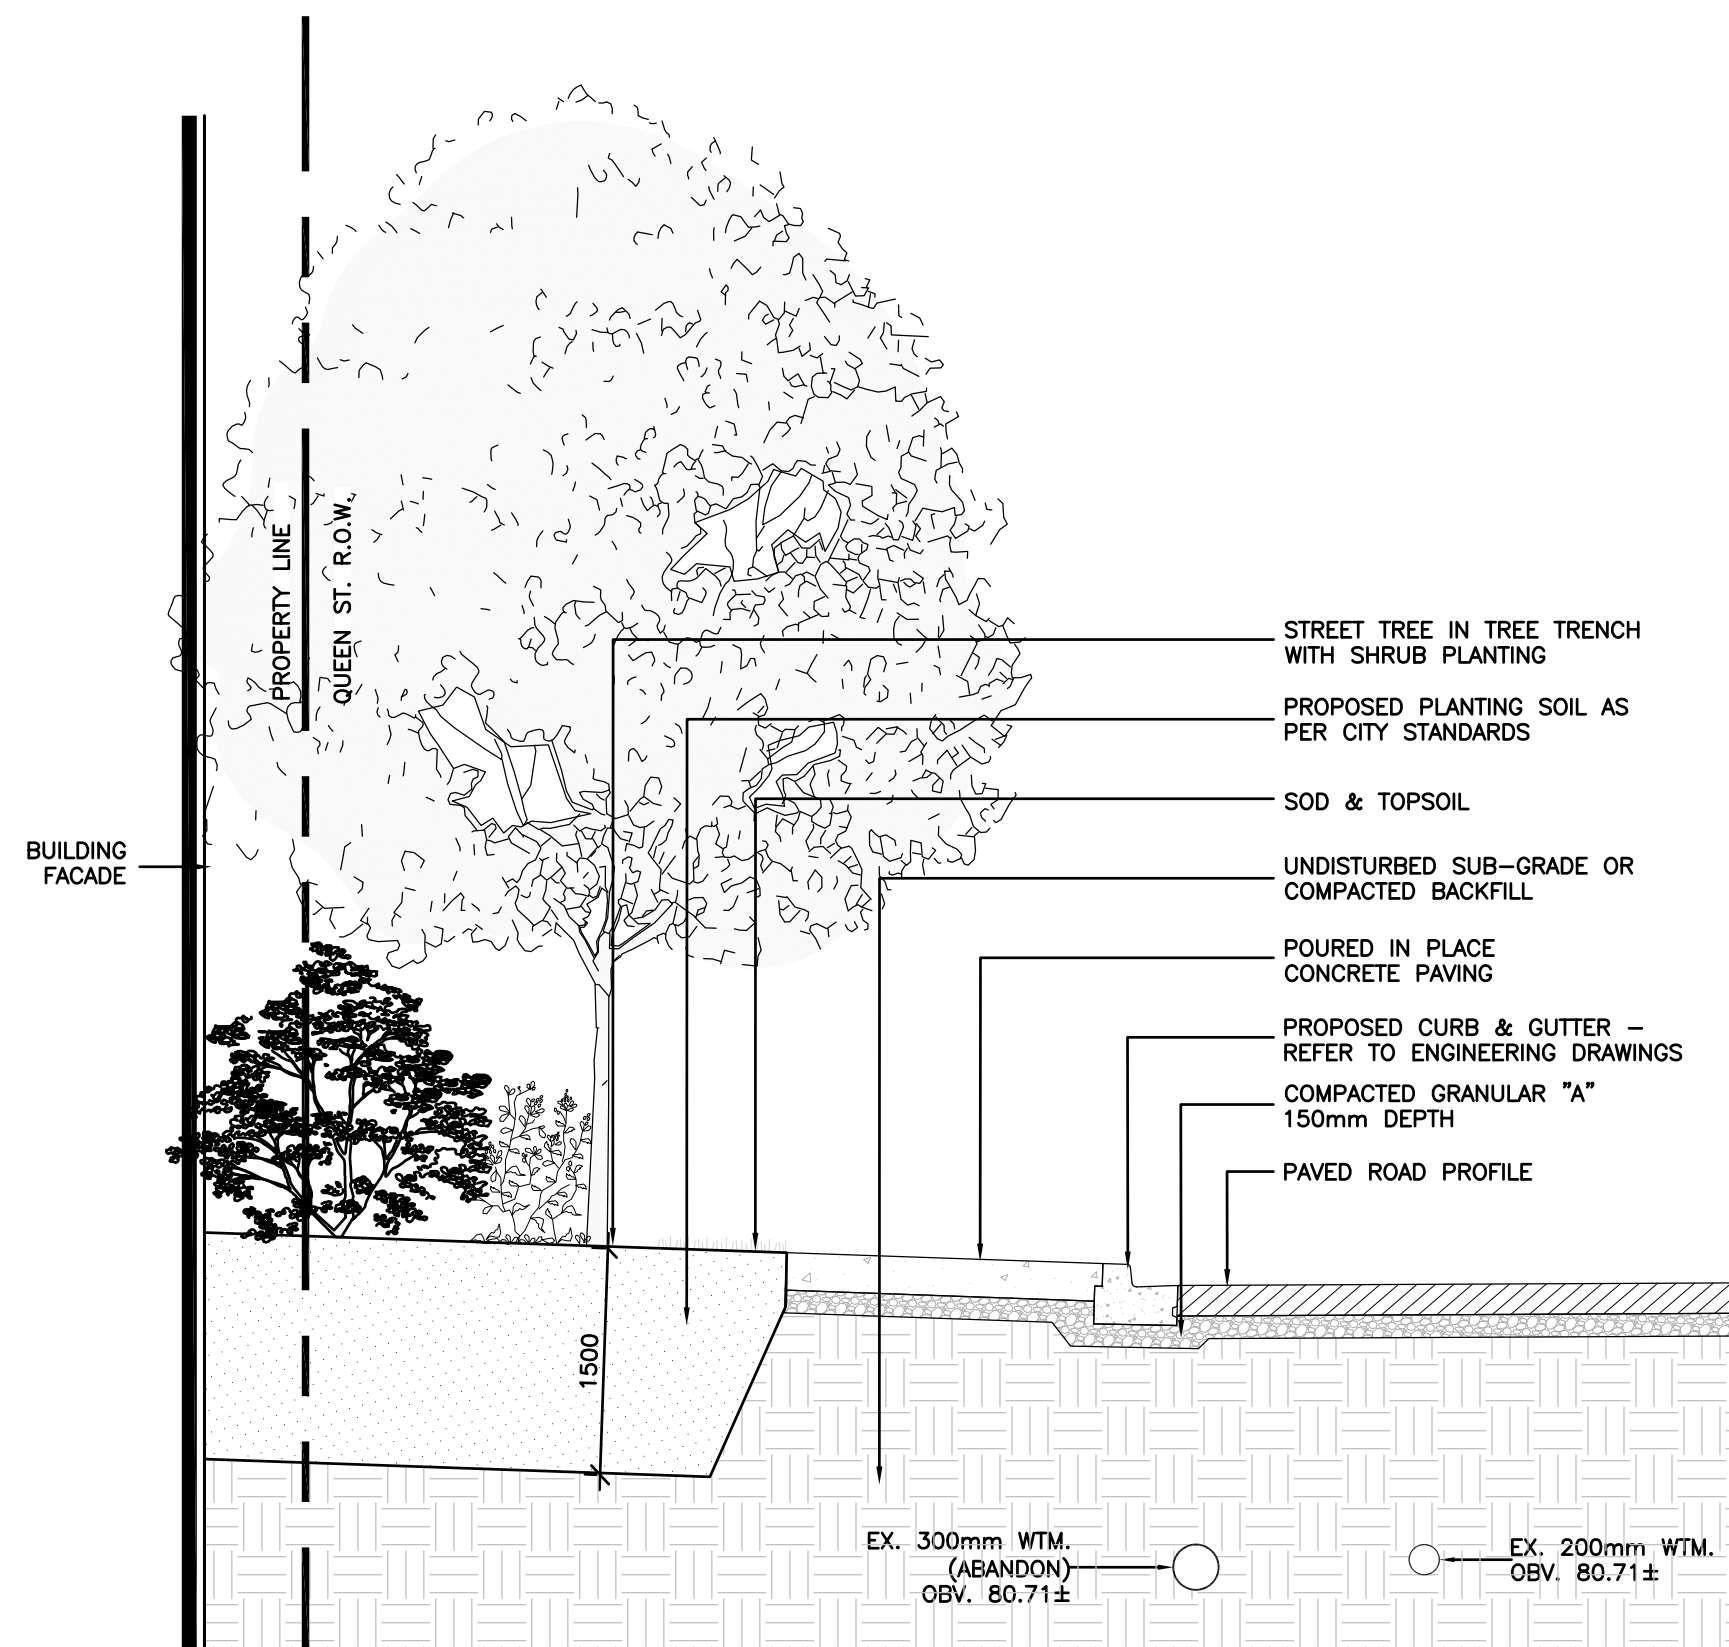 PROPERTY LINE
QUEEN ST. R.O.W.
STREET TREE IN TREE TRENCH
WITH SHRUB PLANTING
PROPOSED PLANTING SOIL AS
PER CITY STANDARDS
SOD & TOPSOIL
BUILDING
FACADE
UNDISTURBED SUB-GRADE OR
COMPACTED BACKFILL
POURED IN PLACE
CONCRETE PAVING
PROPOSED CURB & GUTTER –
REFER TO ENGINEERING DRAWINGS
COMPACTED GRANULAR "A"
150mm DEPTH
PAVED ROAD PROFILE
1500
EX. 300mm WTM.
(ABANDON)
OBV. 80.71±
EX. 200mm WTM.
OBV. 80.71±